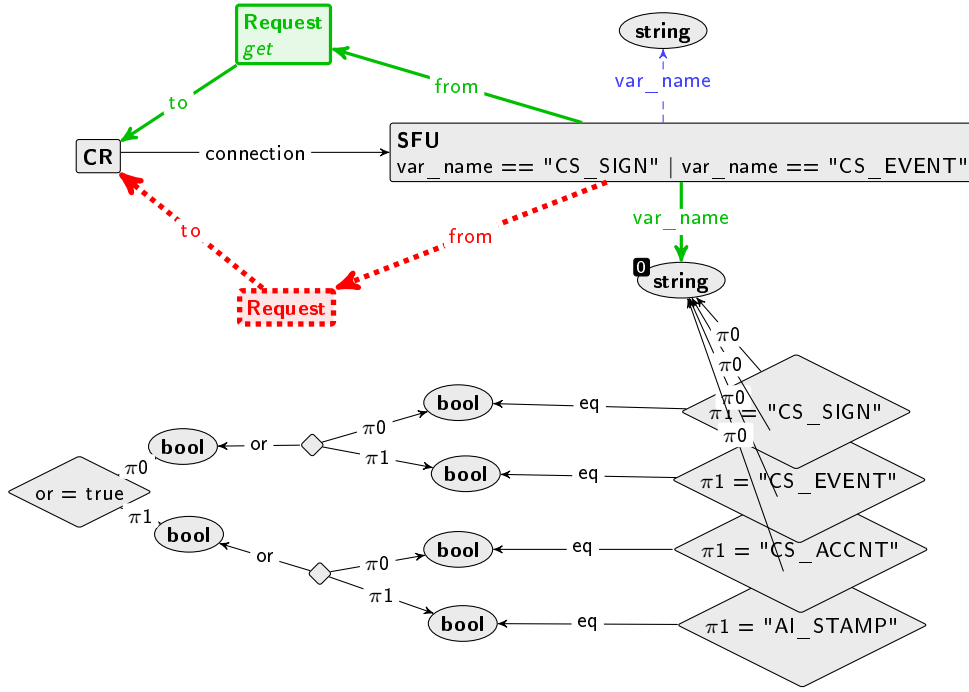 Request
get
string
var_name
from
to
SFU
var_name == "CS_SIGN" | var_name == "CS_EVENT"
CR
connection
var_name
to
from
0
string
Request
π0
π0
π0
π0
bool
eq
π1 = "CS_SIGN"
π0
bool
or
π1
π0
bool
eq
π1 = "CS_EVENT"
or = true
π1
bool
or
π0
bool
eq
π1 = "CS_ACCNT"
π1
bool
eq
π1 = "AI_STAMP"